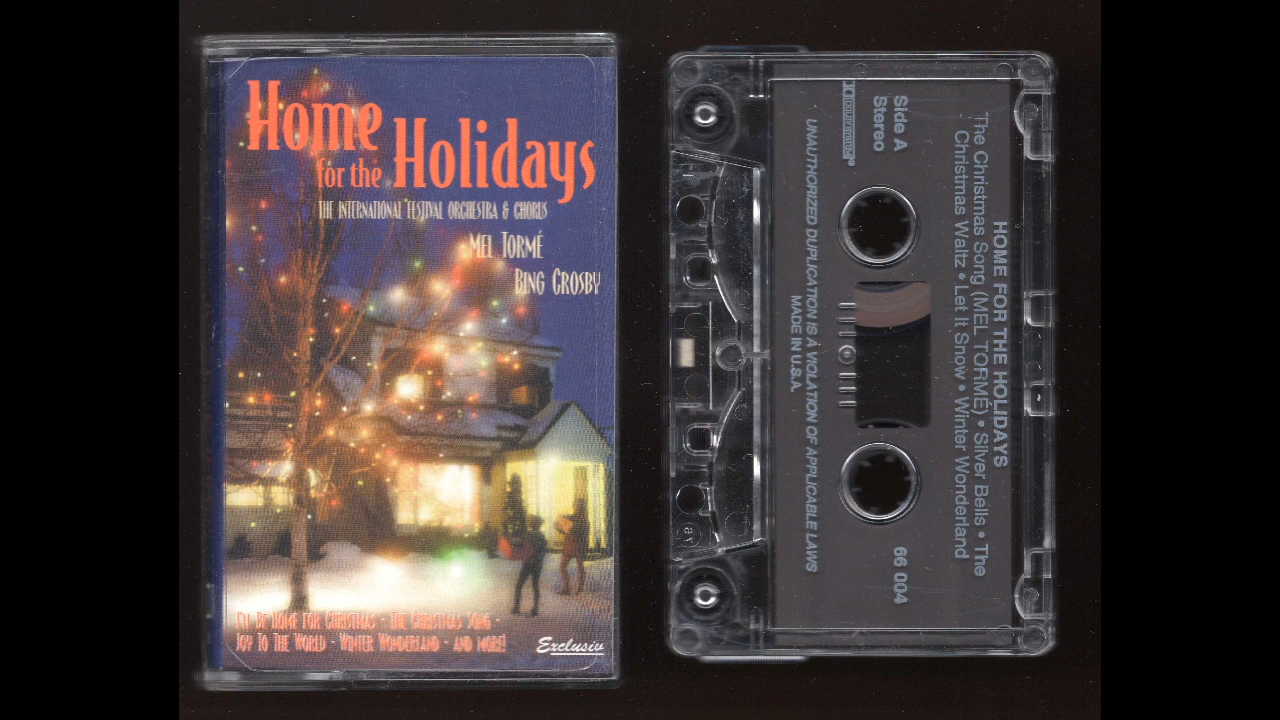 Home
for the Holidays
THE INTERNATIONAL FESTIVAL ORCHESTRA & CHORUS
MEL TORMÉ
BING CROSBY
I'LL BE HOME FOR CHRISTMAS - THE CHRISTMAS SONG -
JOY TO THE WORLD - WINTER WONDERLAND - AND MORE!
Exclusiv
HOME FOR THE HOLIDAYS
The Christmas Song (MEL TORMÉ) • Silver Bells • The
Christmas Waltz • Let It Snow • Winter Wonderland
Side A
Stereo
66 004
DOLBY SYSTEM®
UNAUTHORIZED DUPLICATION IS A VIOLATION OF APPLICABLE LAWS
MADE IN U.S.A.